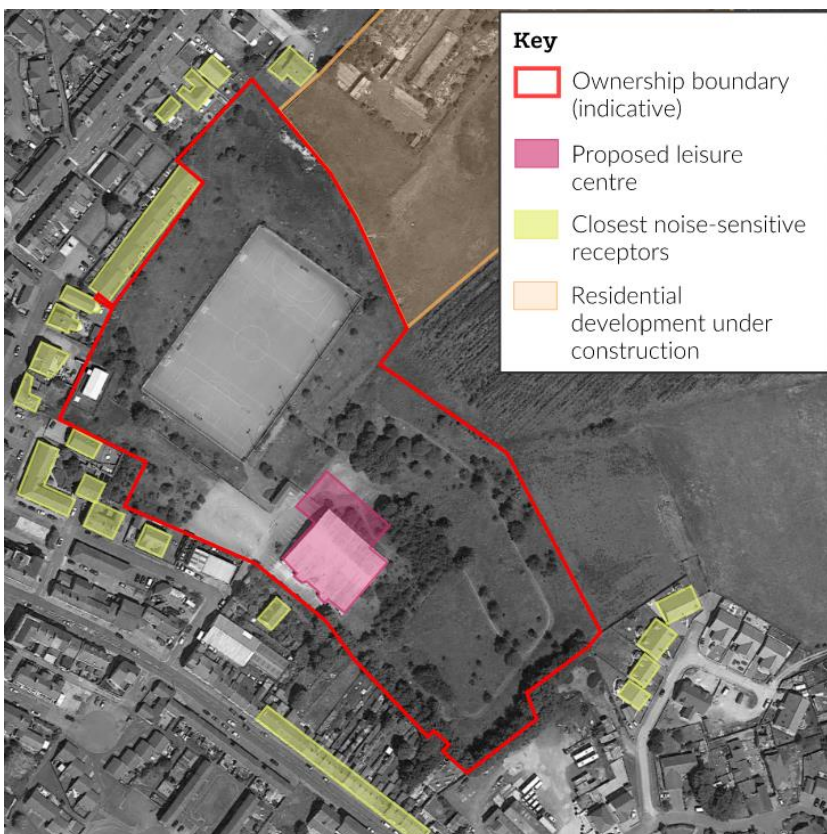 Key
Ownership boundary
(indicative)
Proposed leisure
centre
Closest noise-sensitive
receptors
Residential
development under
construction